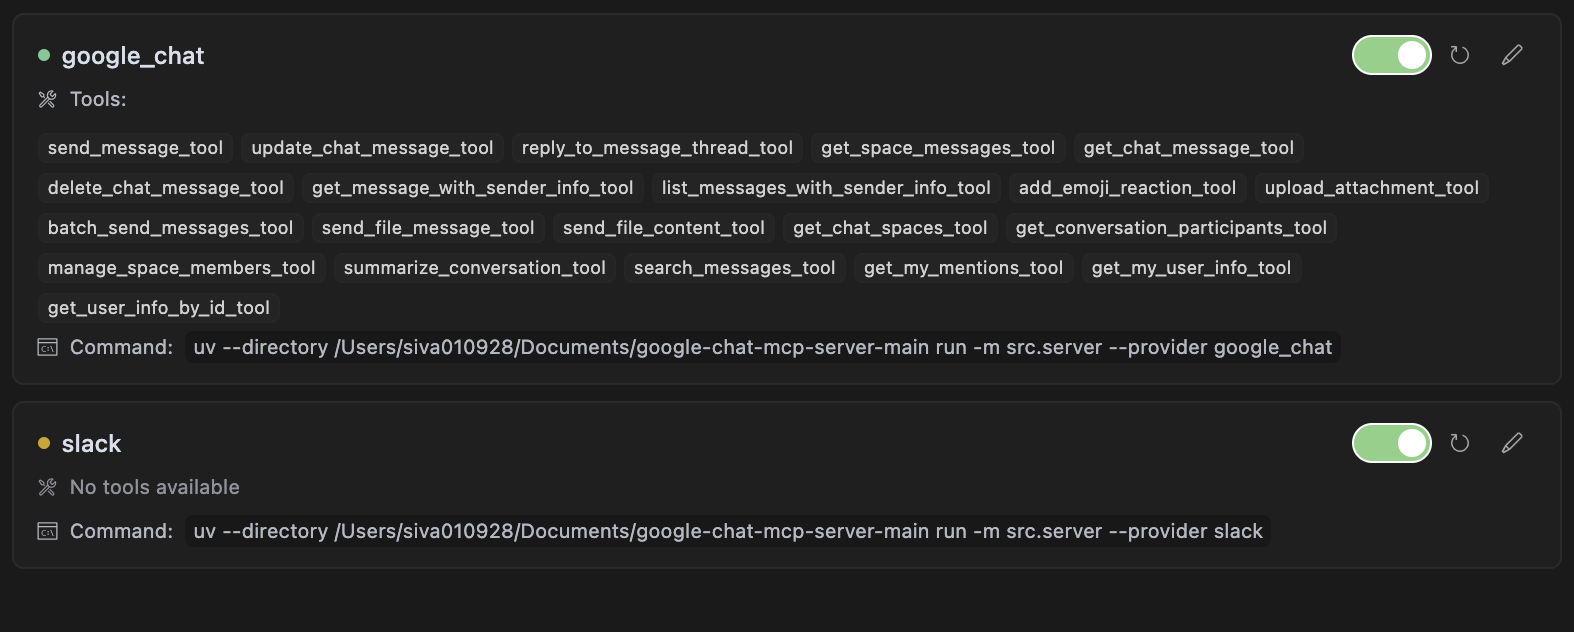 google_chat
Tools:
send_message_tool update_chat_message_tool reply_to_message_thread_tool get_space_messages_tool get_chat_message_tool
delete_chat_message_tool get_message_with_sender_info_tool list_messages_with_sender_info_tool add_emoji_reaction_tool upload_attachment_tool
batch_send_messages_tool send_file_message_tool send_file_content_tool get_chat_spaces_tool get_conversation_participants_tool
manage_space_members_tool summarize_conversation_tool search_messages_tool get_my_mentions_tool get_my_user_info_tool
get_user_info_by_id_tool
Command: uv --directory /Users/siva010928/Documents/google-chat-mcp-server-main run -m src.server --provider google_chat
slack
No tools available
Command: uv --directory /Users/siva010928/Documents/google-chat-mcp-server-main run -m src.server --provider slack